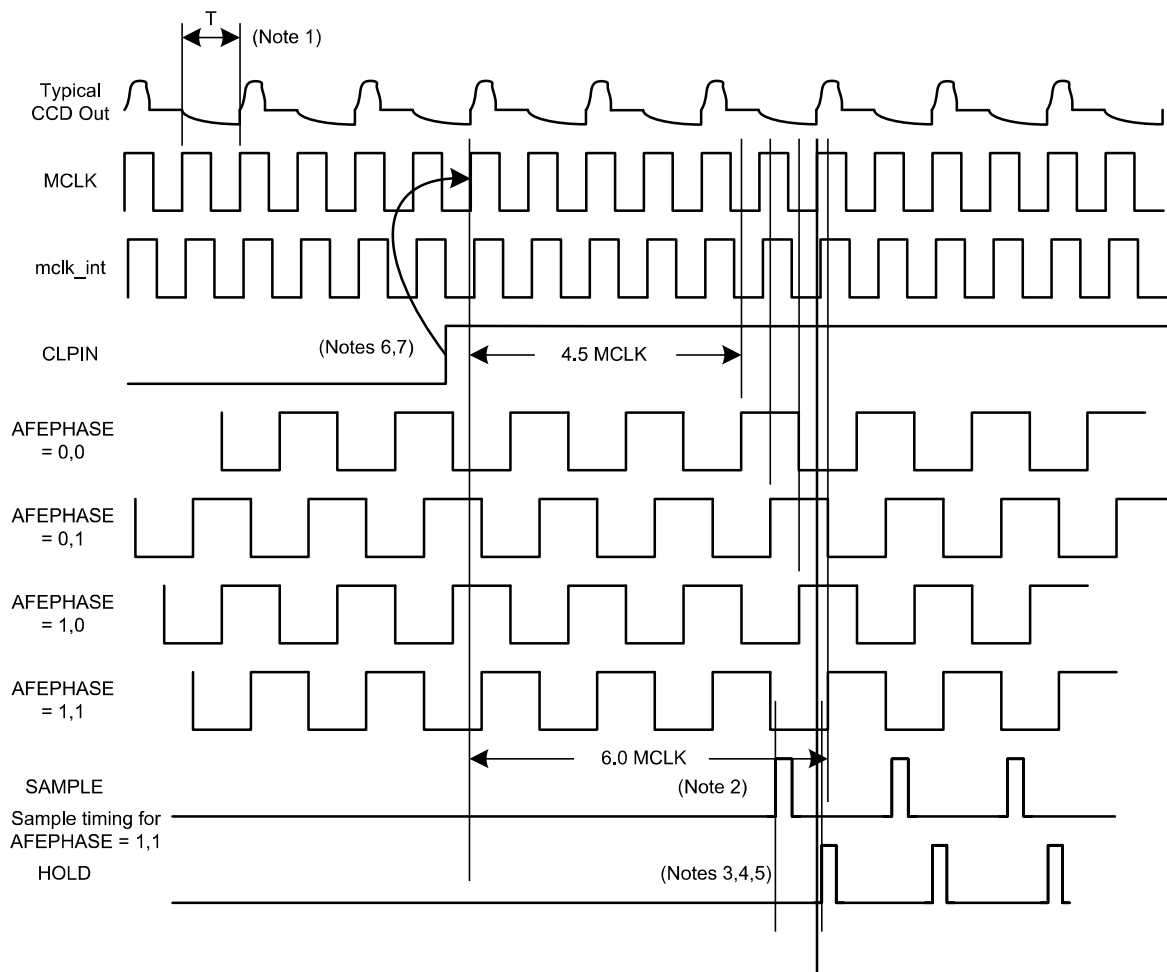 T
(Note 1)
Typical
CCD Out
MCLK
mclk_int
CLPIN
(Notes 6,7)
4.5 MCLK
AFEPHASE
= 0,0
AFEPHASE
= 0,1
AFEPHASE
= 1,0
AFEPHASE
= 1,1
6.0 MCLK
SAMPLE
(Note 2)
Sample timing for
AFEPHASE = 1,1
HOLD
(Notes 3,4,5)